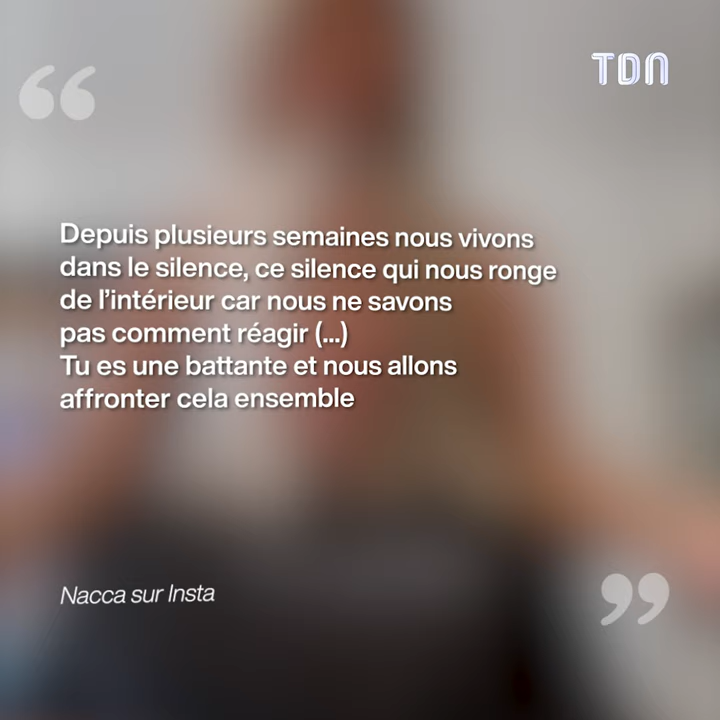 TDN
“
Depuis plusieurs semaines nous vivons
dans le silence, ce silence qui nous ronge
de l’intérieur car nous ne savons
pas comment réagir (...)
Tu es une battante et nous allons
affronter cela ensemble
Nacca sur Insta
”